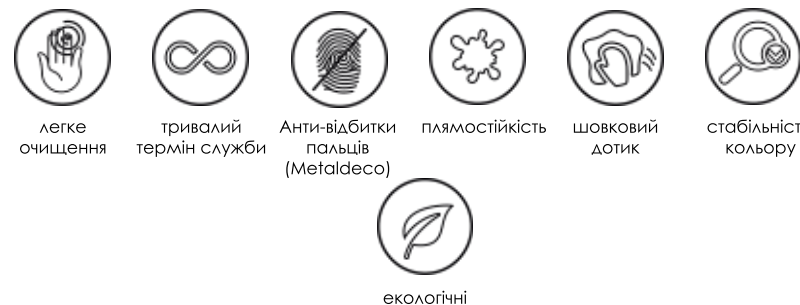 легке
очищення
тривалий
термін служби
Анти-відбитки
пальців
(Metaldeco)
плямостійкість
шовковий
дотик
стабільніст
кольору
екологічні